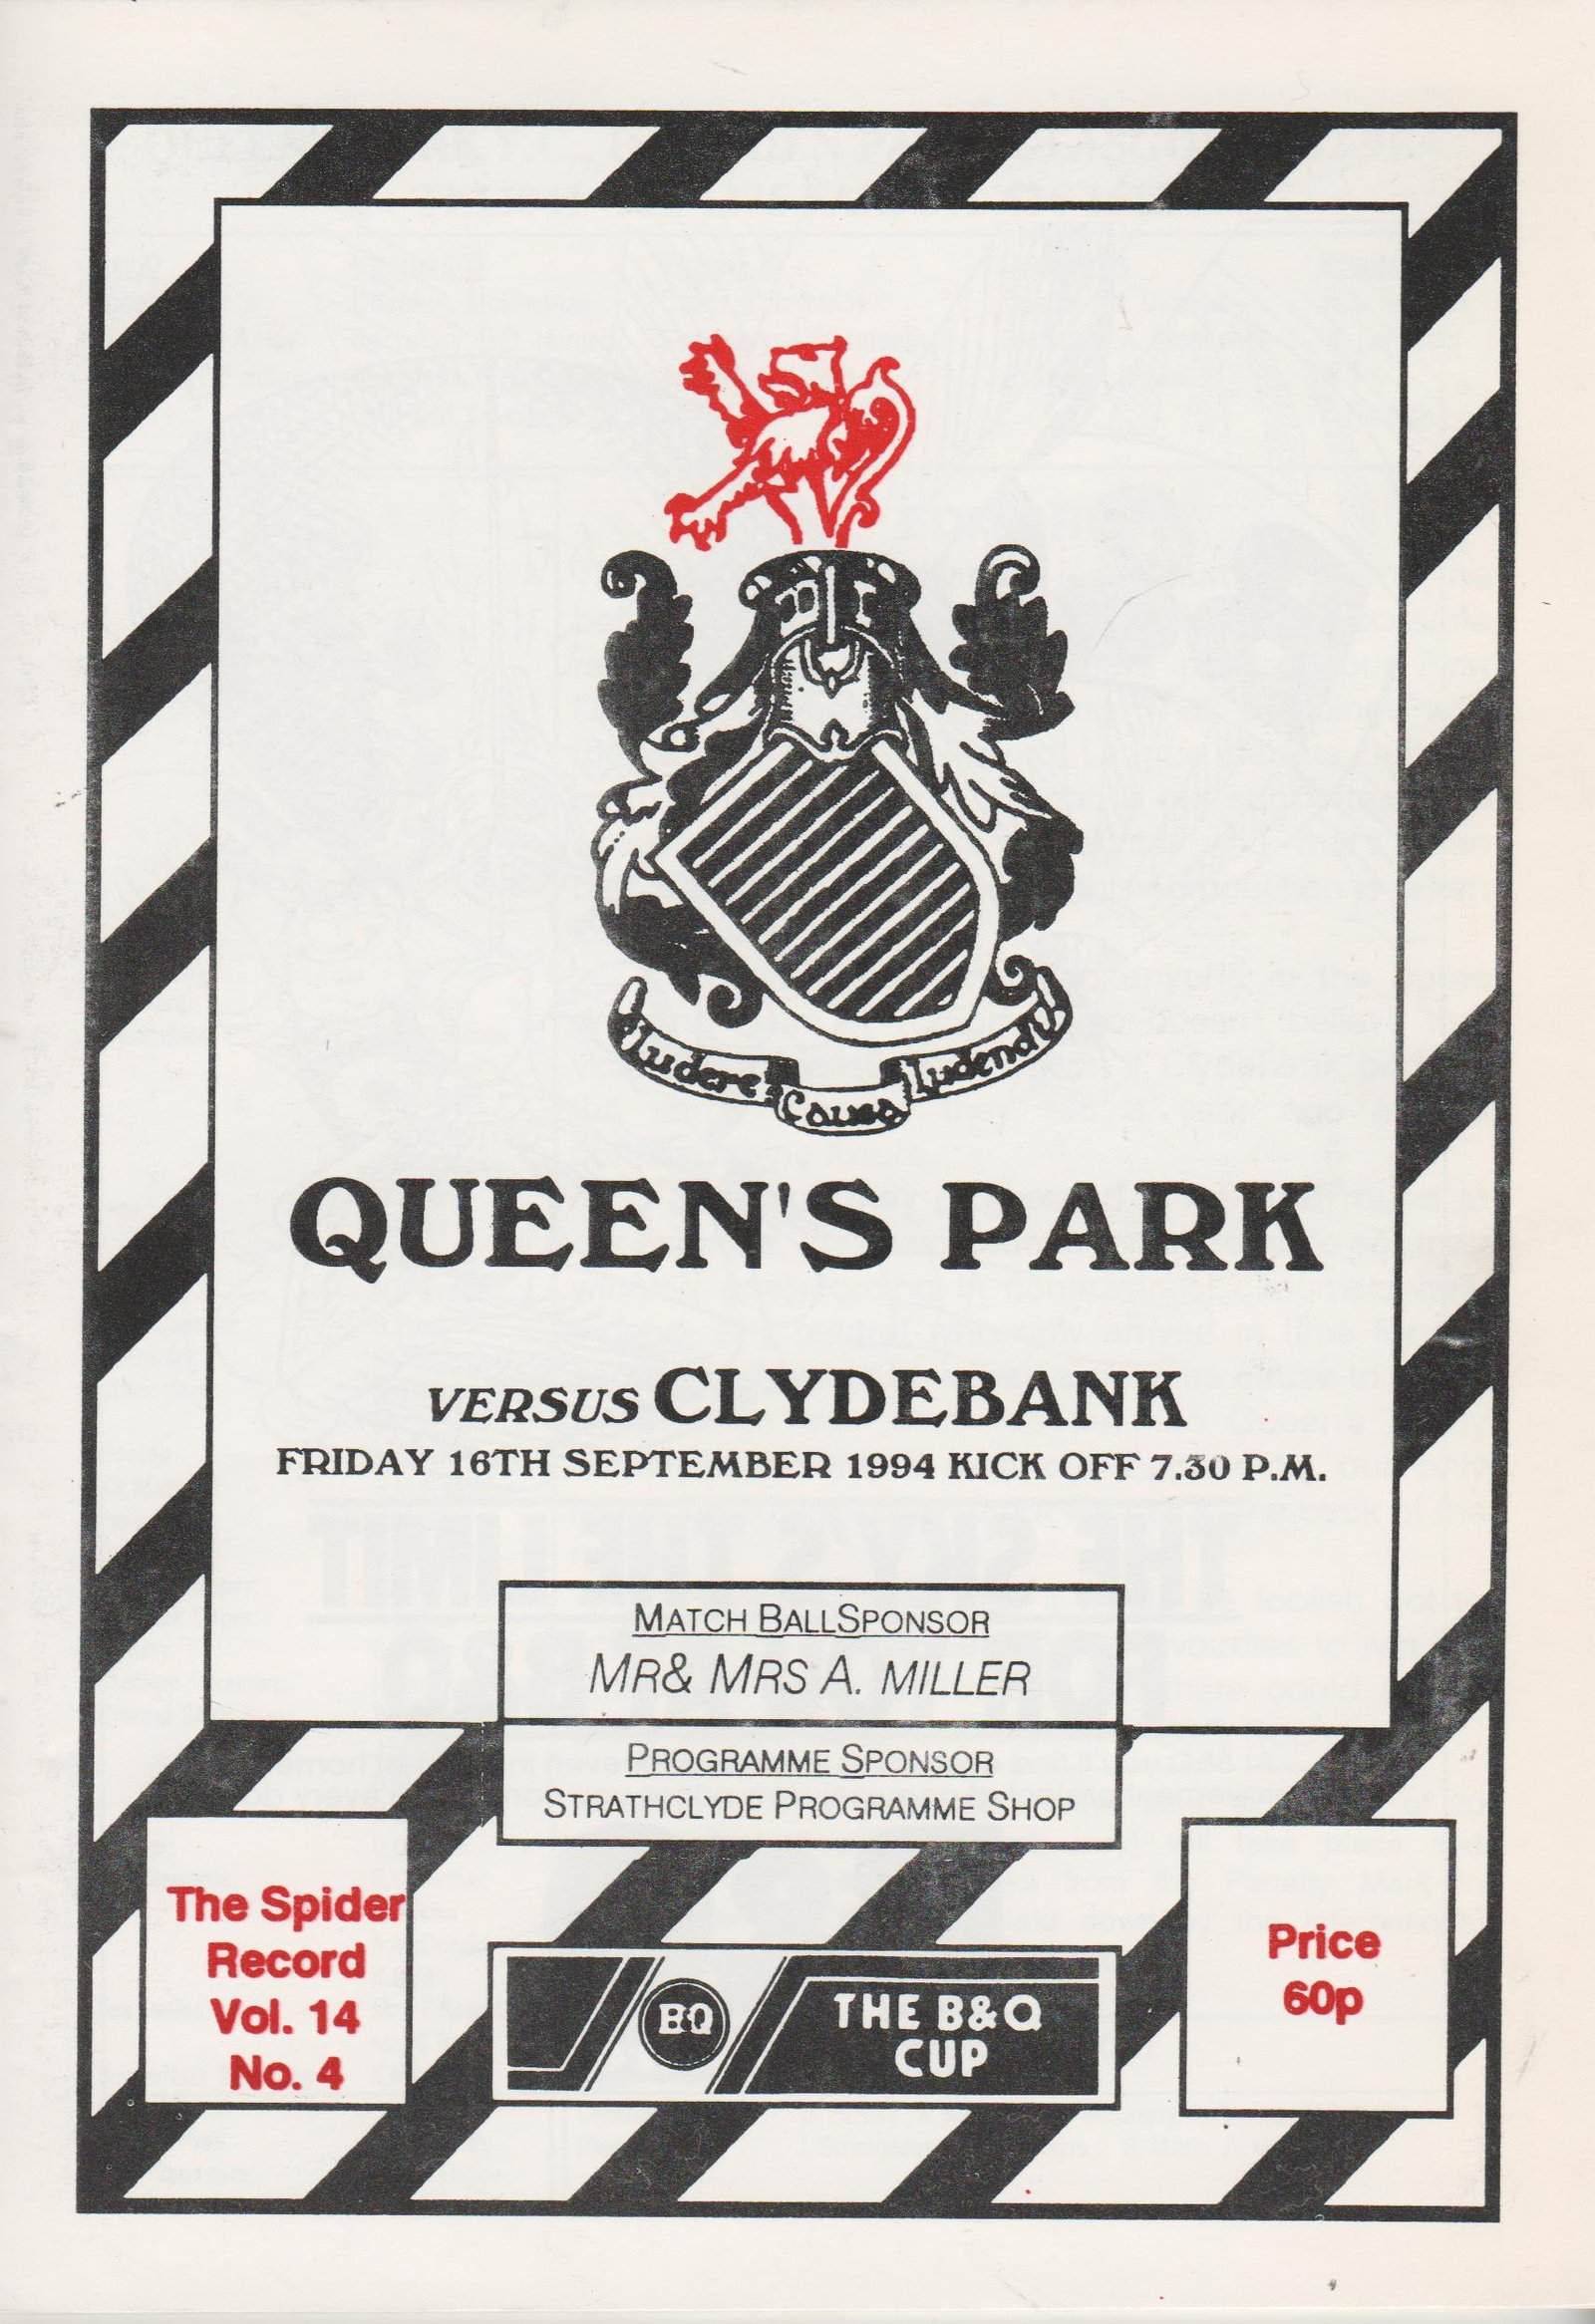 Ludere Causa Ludendi
QUEEN'S PARK
VERSUS CLYDEBANK
FRIDAY 16TH SEPTEMBER 1994 KICK OFF 7.30 P.M.
MATCH BALLSPONSOR
MR& MRS A. MILLER
PROGRAMME SPONSOR
STRATHCLYDE PROGRAMME SHOP
The Spider
Record
Vol. 14
No. 4
B&Q
THE B&Q
CUP
Price
60p